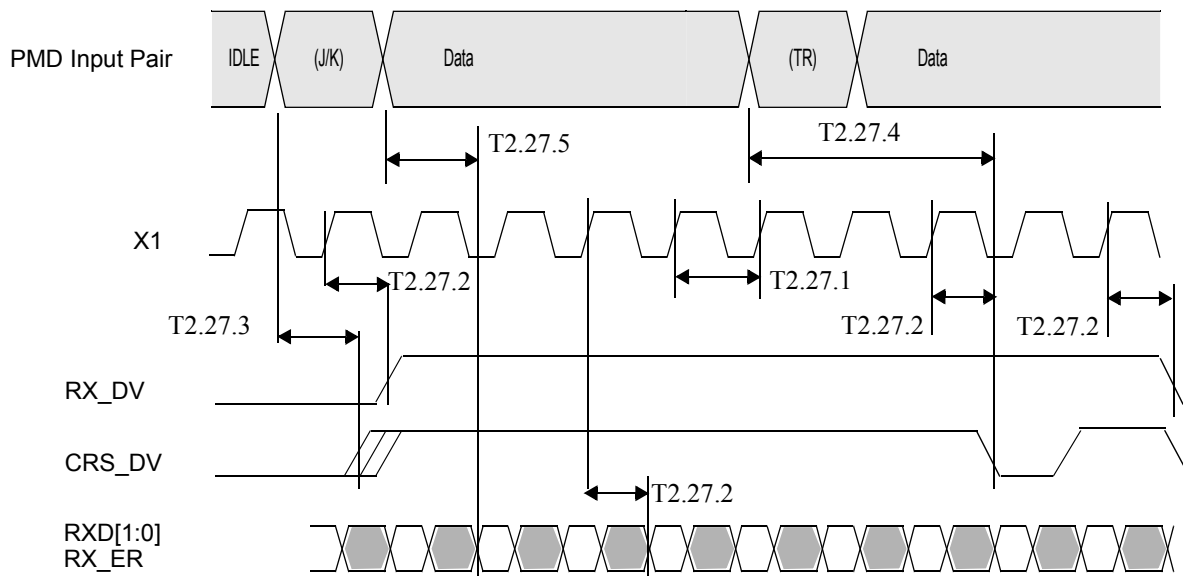 PMD Input Pair IDLE (J/K) Data (TR) Data
T2.27.5 T2.27.4
X1
T2.27.2 T2.27.1
T2.27.3 T2.27.2 T2.27.2
RX_DV
CRS_DV
T2.27.2
RXD[1:0]
RX_ER